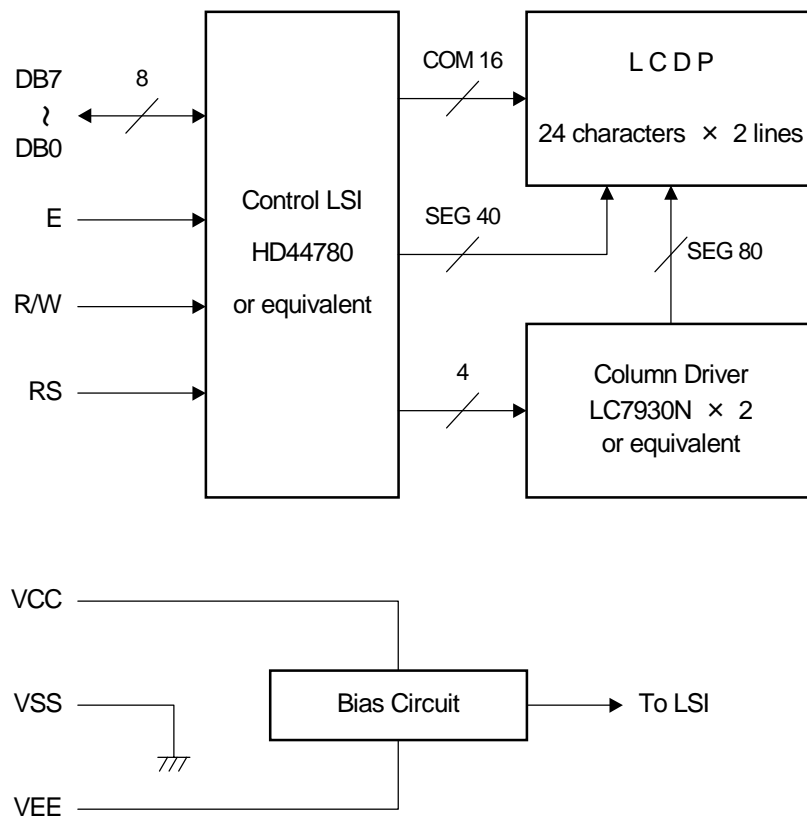 DB7
~
DB0
8
E
R/W
RS
Control LSI
HD44780
or equivalent
COM 16
SEG 40
4
L C D P
24 characters × 2 lines
SEG 80
Column Driver
LC7930N × 2
or equivalent
VCC
VSS
VEE
Bias Circuit
To LSI